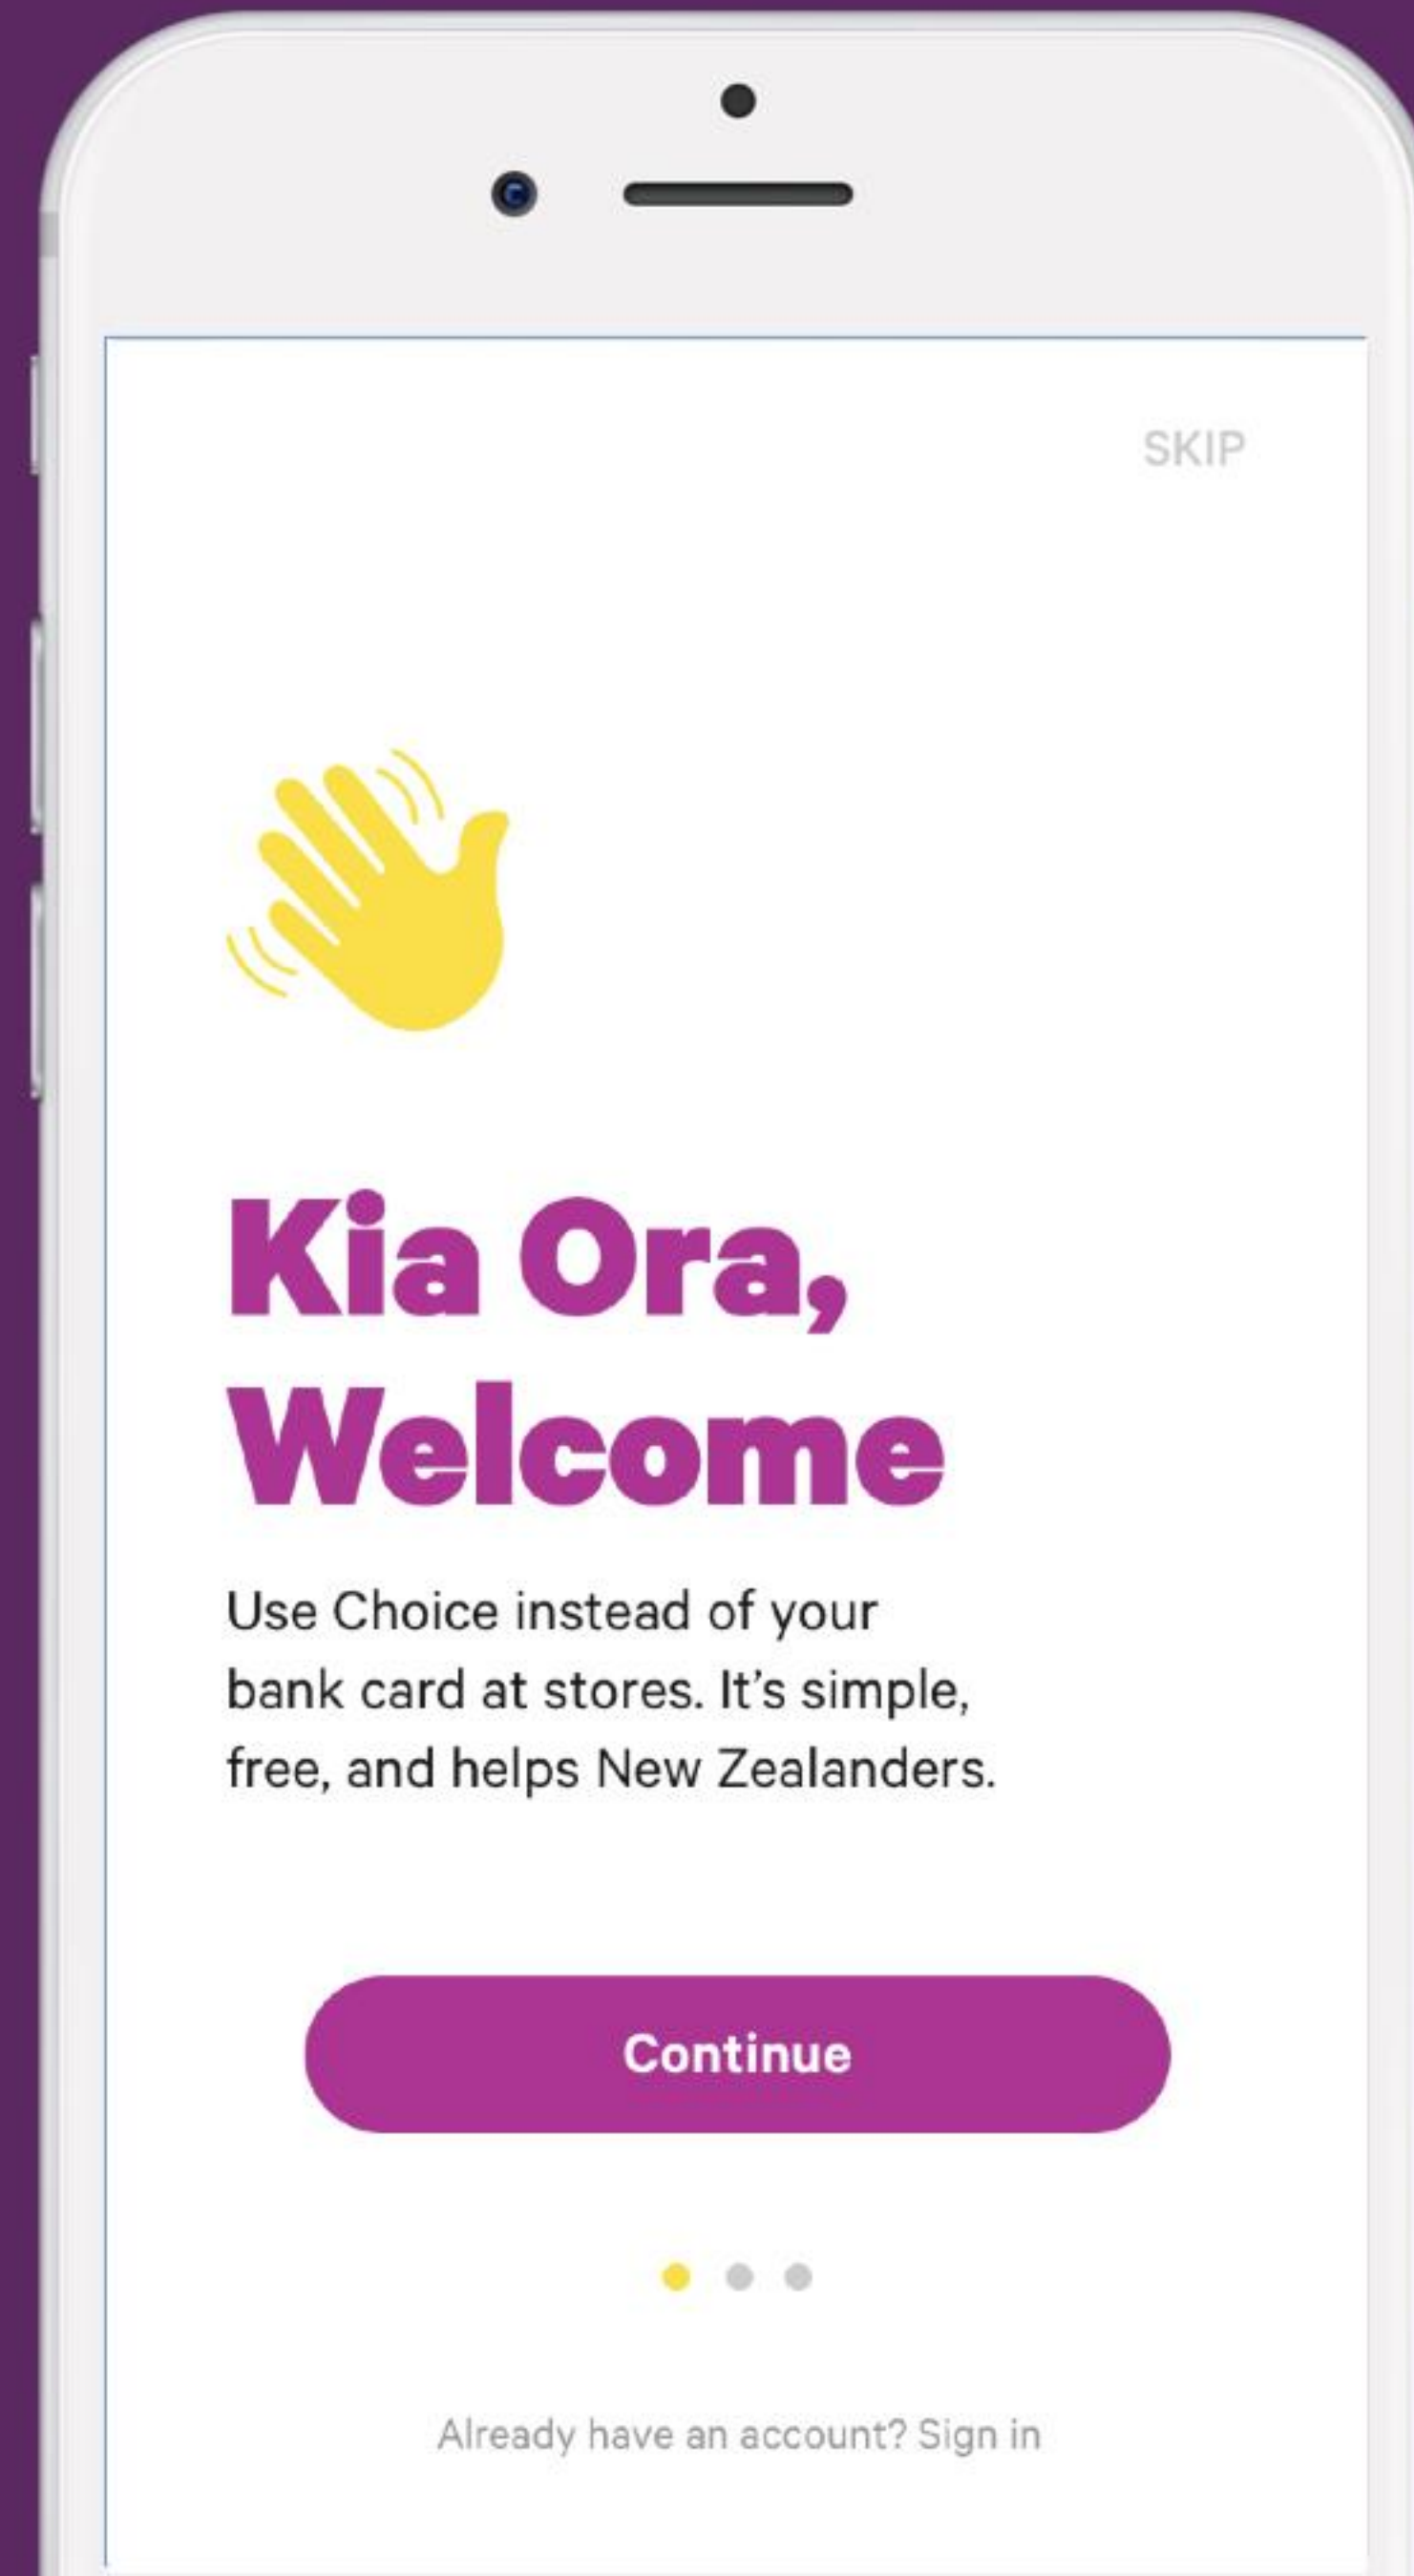 SKIP
Kia Ora,
Welcome
Use Choice instead of your
bank card at stores. It’s simple,
free, and helps New Zealanders.
Continue
Already have an account? Sign in